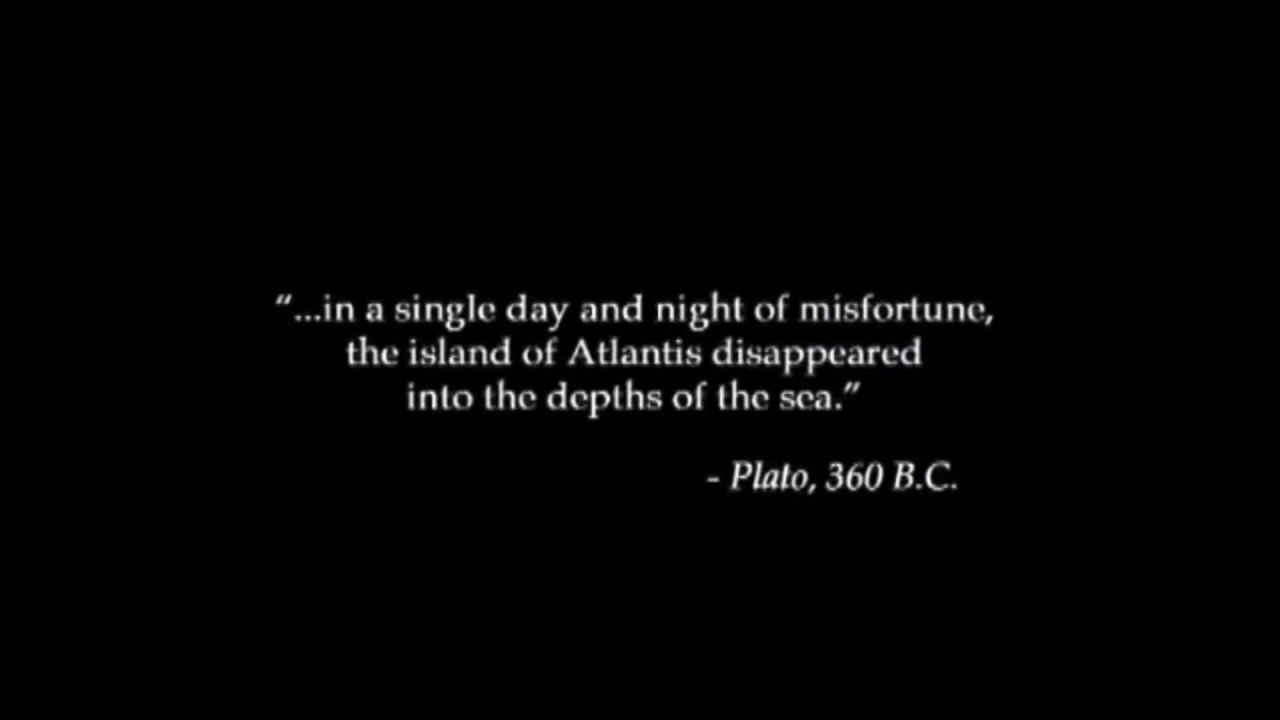 “...in a single day and night of misfortune,
the island of Atlantis disappeared
into the depths of the sea.”
- Plato, 360 B.C.